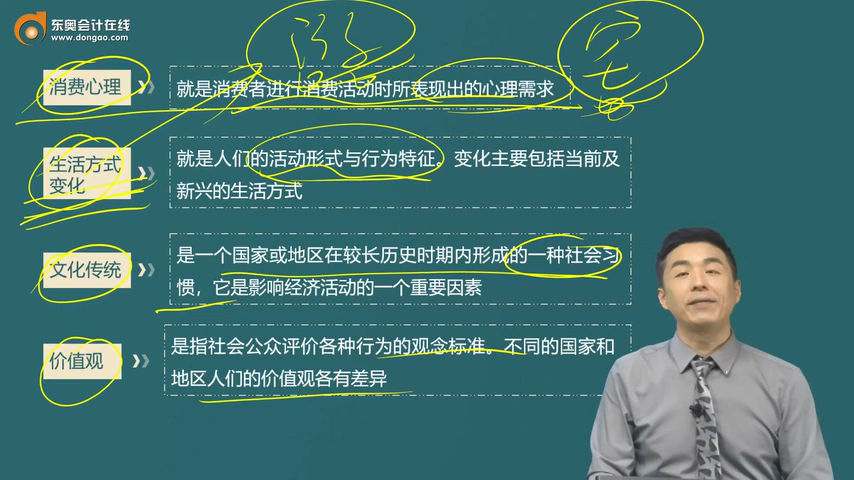 东奥会计在线
www.dongao.com
消费心理
就是消费者进行消费活动时所表现出的心理需求
宅
生活方式
变化
就是人们的活动形式与行为特征。变化主要包括当前及
新兴的生活方式
文化传统
是一个国家或地区在较长历史时期内形成的一种社会习
惯，它是影响经济活动的一个重要因素
价值观
是指社会公众评价各种行为的观念标准。不同的国家和
地区人们的价值观各有差异